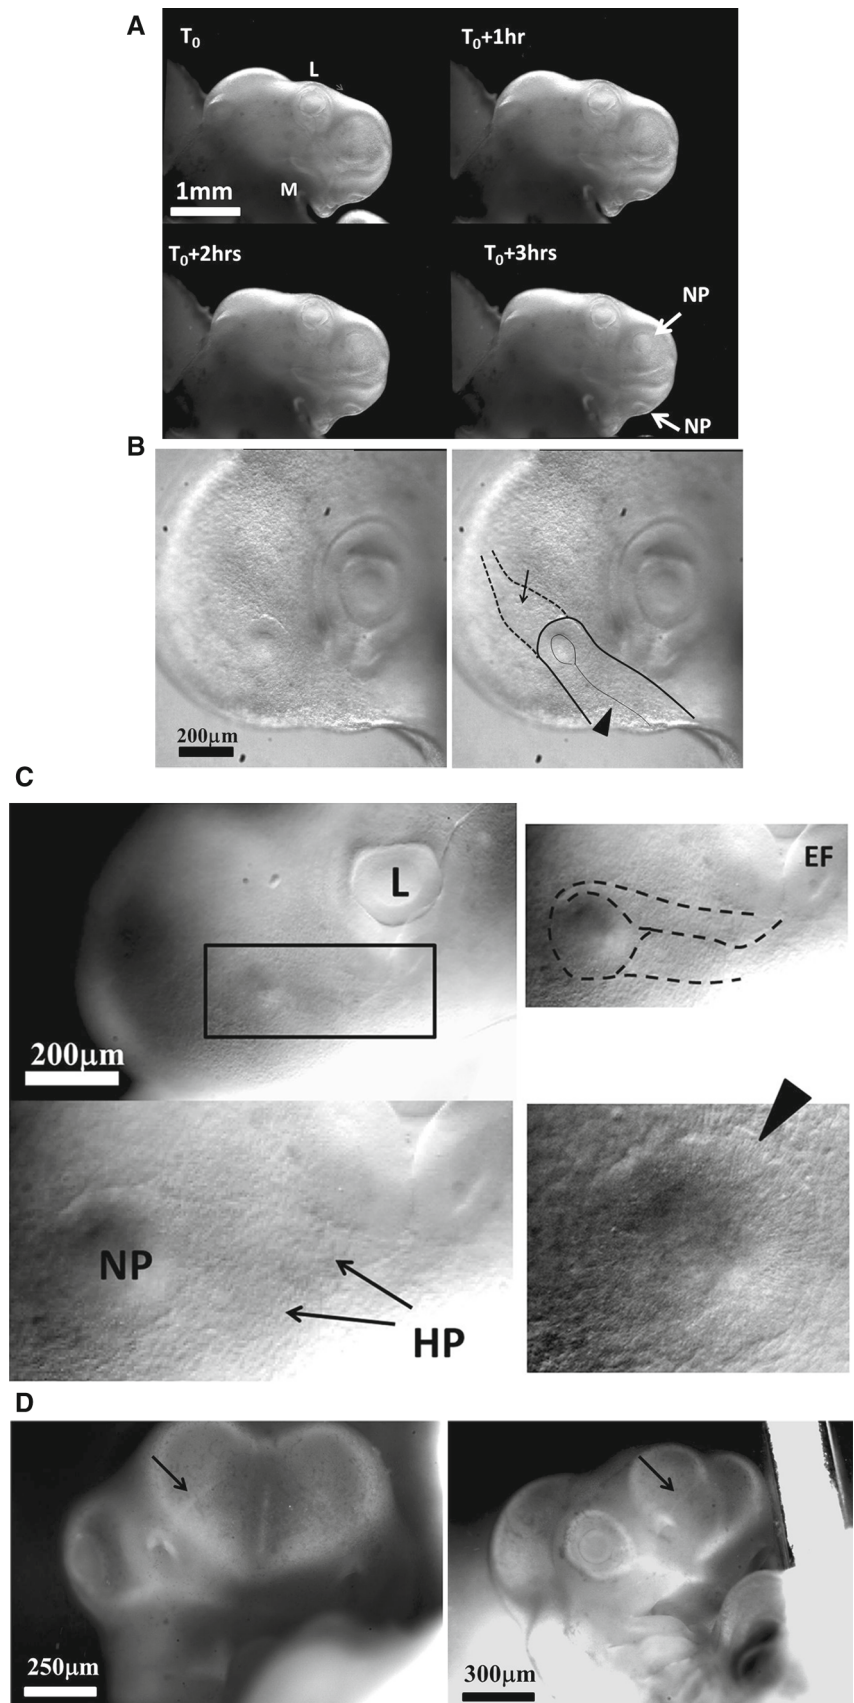 A
T0
L
T0+1hr
1mm
M
T0+2hrs
T0+3hrs
NP
NP
B
200μm
C
L
EF
200μm
NP
HP
D
250μm
300μm